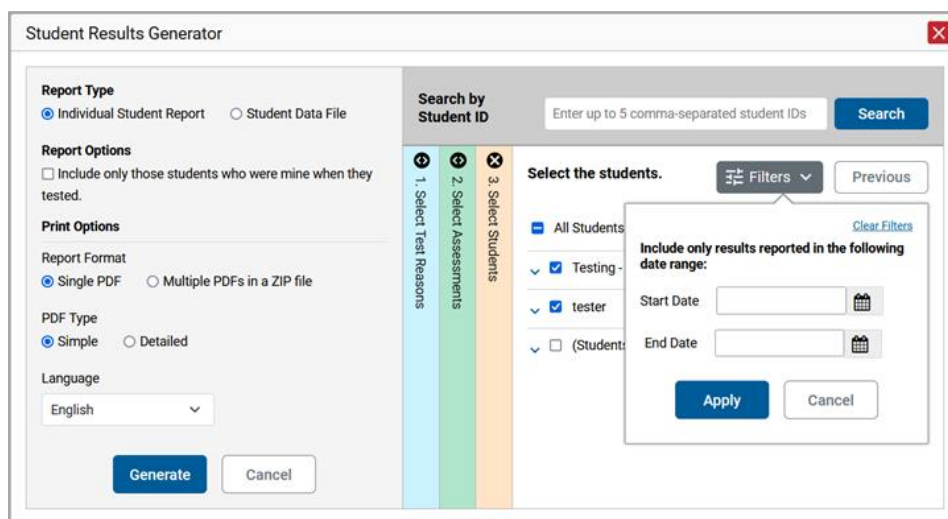 Student Results Generator
Report Type
Individual Student Report
Student Data File
Report Options
Include only those students who were mine when they
tested.
Print Options
Report Format
Single PDF
Multiple PDFs in a ZIP file
PDF Type
Simple
Detailed
Language
English
Generate
Cancel
Search by
Student ID
Enter up to 5 comma-separated student IDs
Search
1. Select Test Reasons
2. Select Assessments
3. Select Students
Select the students.
Filters
Previous
All Students
Testing -
tester
(Students
Clear Filters
Include only results reported in the following
date range:
Start Date
End Date
Apply
Cancel